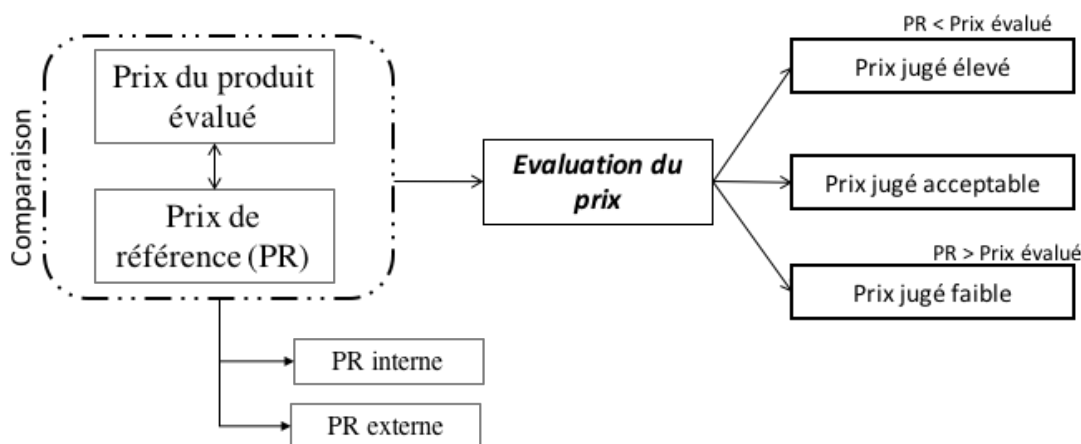 Comparaison
Prix du produit
évalué
Prix de
référence (PR)
PR interne
PR externe
Evaluation du
prix
PR < Prix évalué
Prix jugé élevé
Prix jugé acceptable
PR > Prix évalué
Prix jugé faible